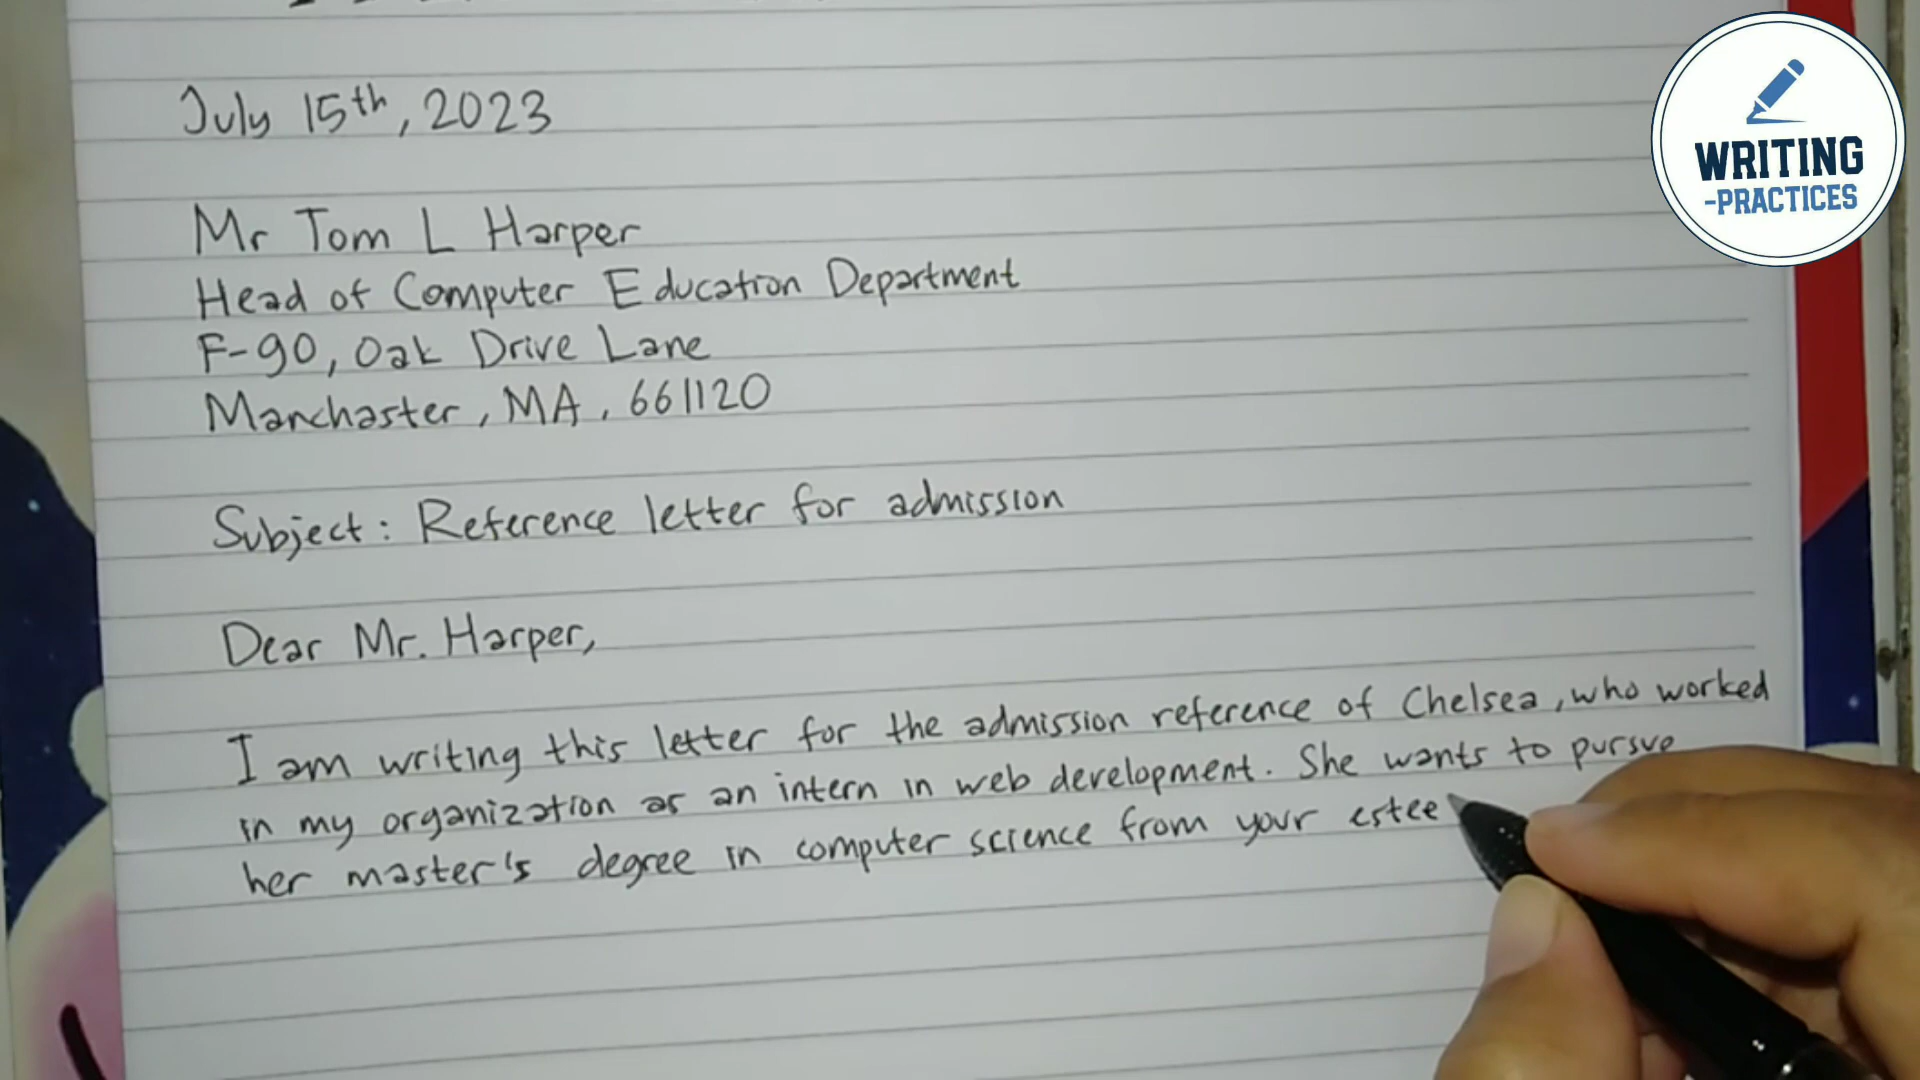 July 15th, 2023
Mr Tom L Harper
Head of Computer Education Department
F-90, Oak Drive Lane
Manchaster, MA, 661120
Subject: Reference letter for admission
Dear Mr. Harper,
I am writing this letter for the admission reference of Chelsea, who worked
in my organization as an intern in web development. She wants to pursue
her master's degree in computer science from your estee
WRITING
-PRACTICES